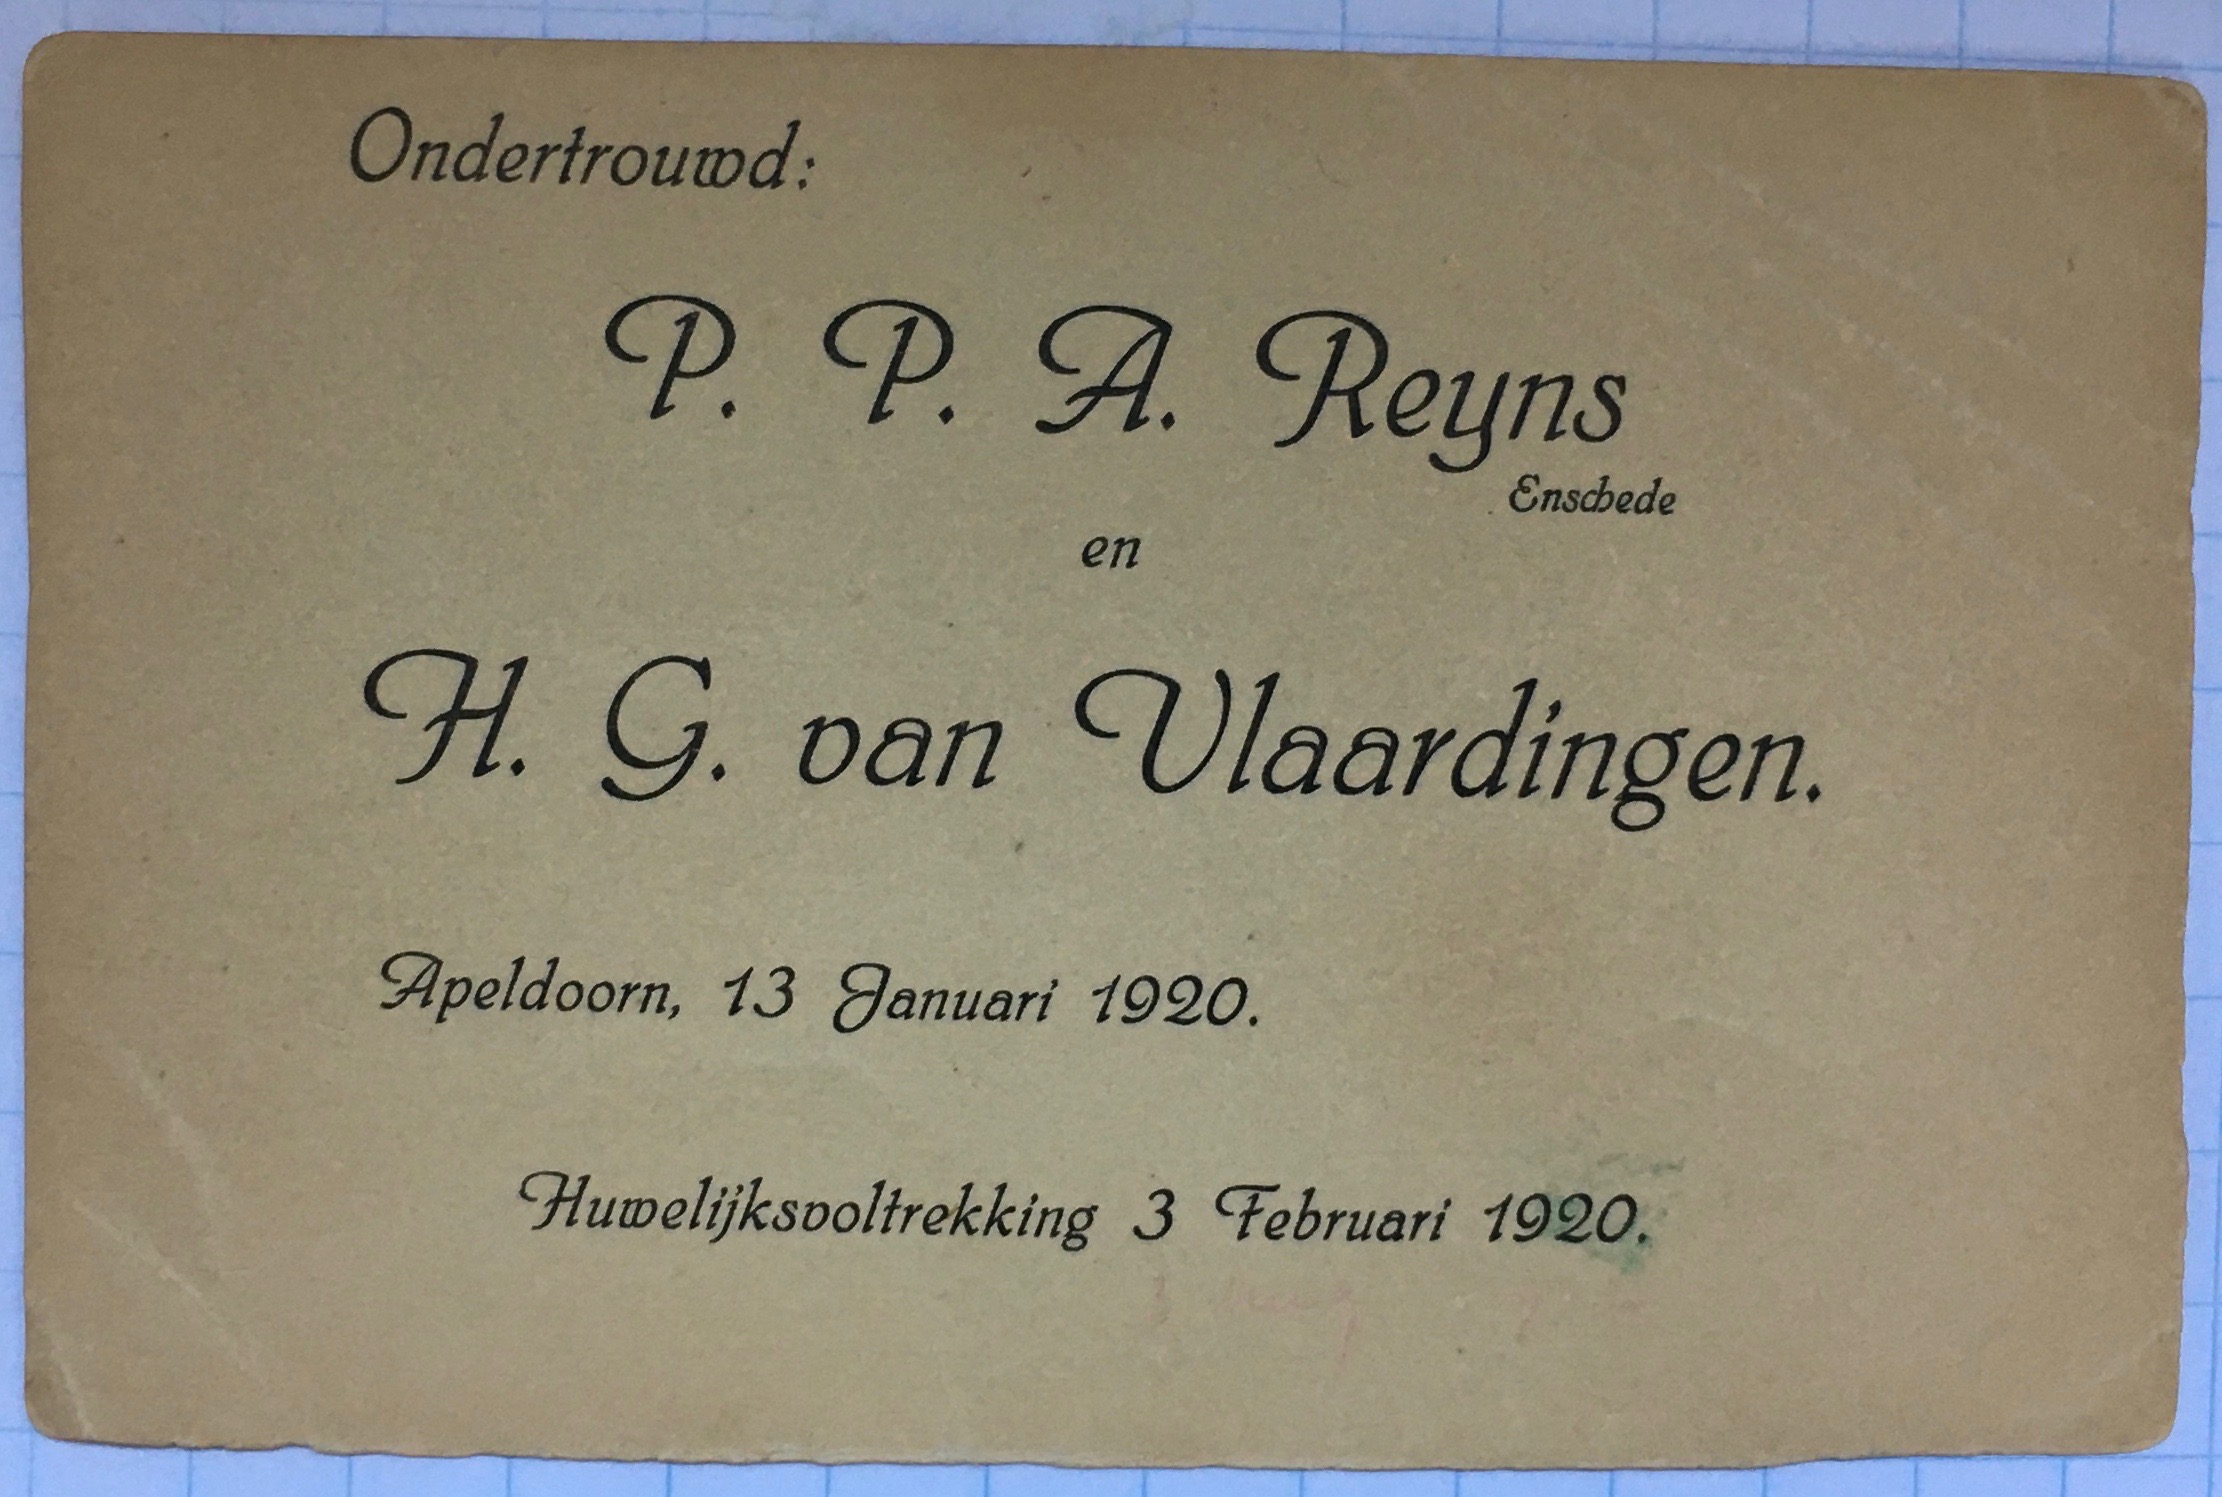 Ondertrouwd:
P. P. A. Reyns
Enschede
en
H. G. van Vlaardingen.
Apeldoorn, 13 Januari 1920.
Huwelijksvoltrekking 3 Februari 1920.